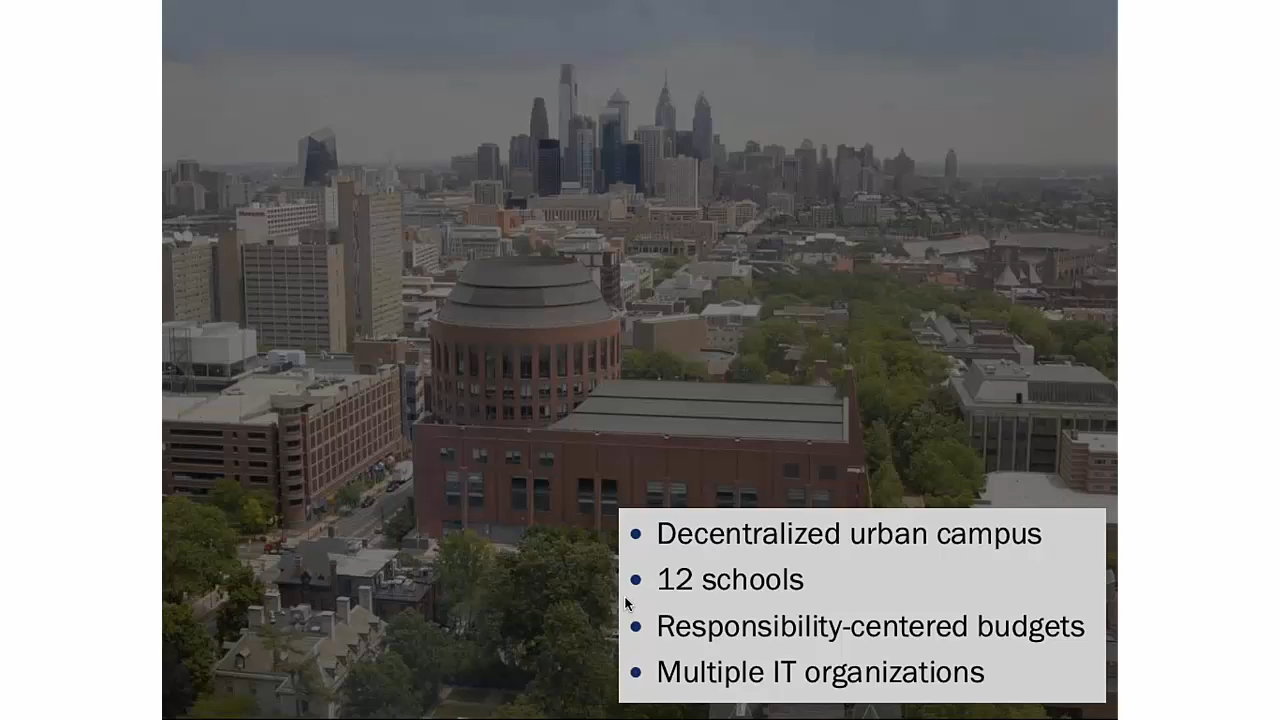 Decentralized urban campus
12 schools
Responsibility-centered budgets
Multiple IT organizations